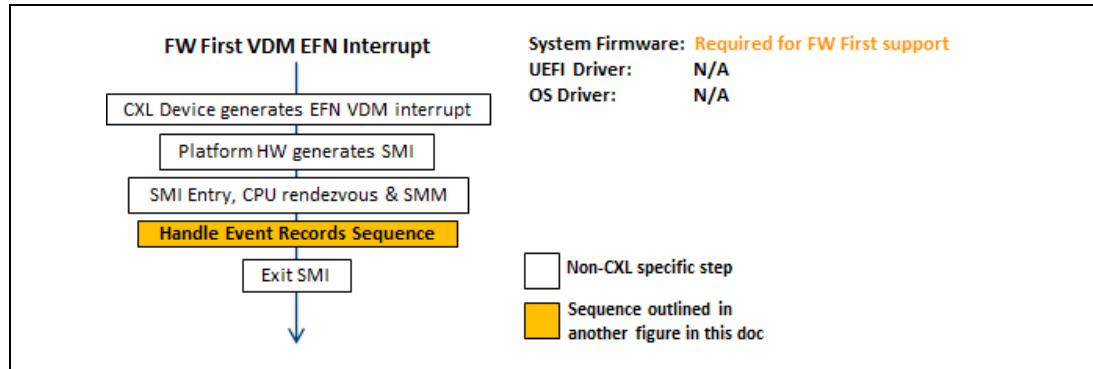 FW First VDM EFN Interrupt
CXL Device generates EFN VDM interrupt
Platform HW generates SMI
SMI Entry, CPU rendezvous & SMM
Handle Event Records Sequence
Exit SMI
System Firmware: Required for FW First support
UEFI Driver: N/A
OS Driver: N/A
Non-CXL specific step
Sequence outlined in
another figure in this doc